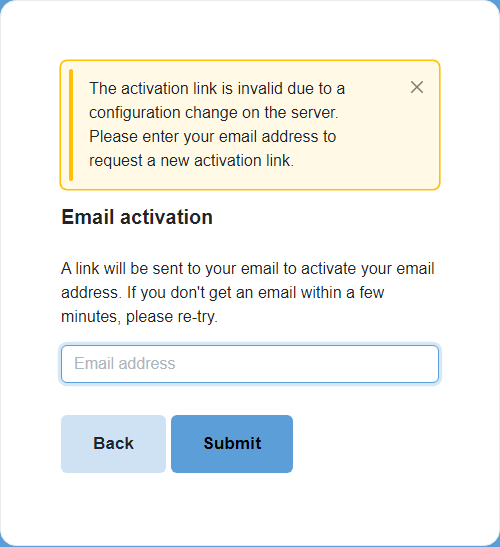 The activation link is invalid due to a
configuration change on the server.
Please enter your email address to
request a new activation link.
Email activation
A link will be sent to your email to activate your email
address. If you don't get an email within a few
minutes, please re-try.
Email address
Back Submit